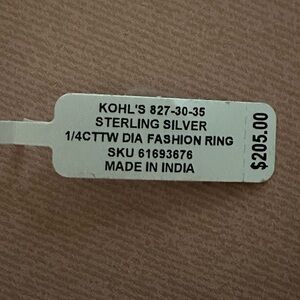 KOHL'S 827-30-35
STERLING SILVER
1/4CTTW DIA FASHION RING
SKU 61693676
MADE IN INDIA
$205.00